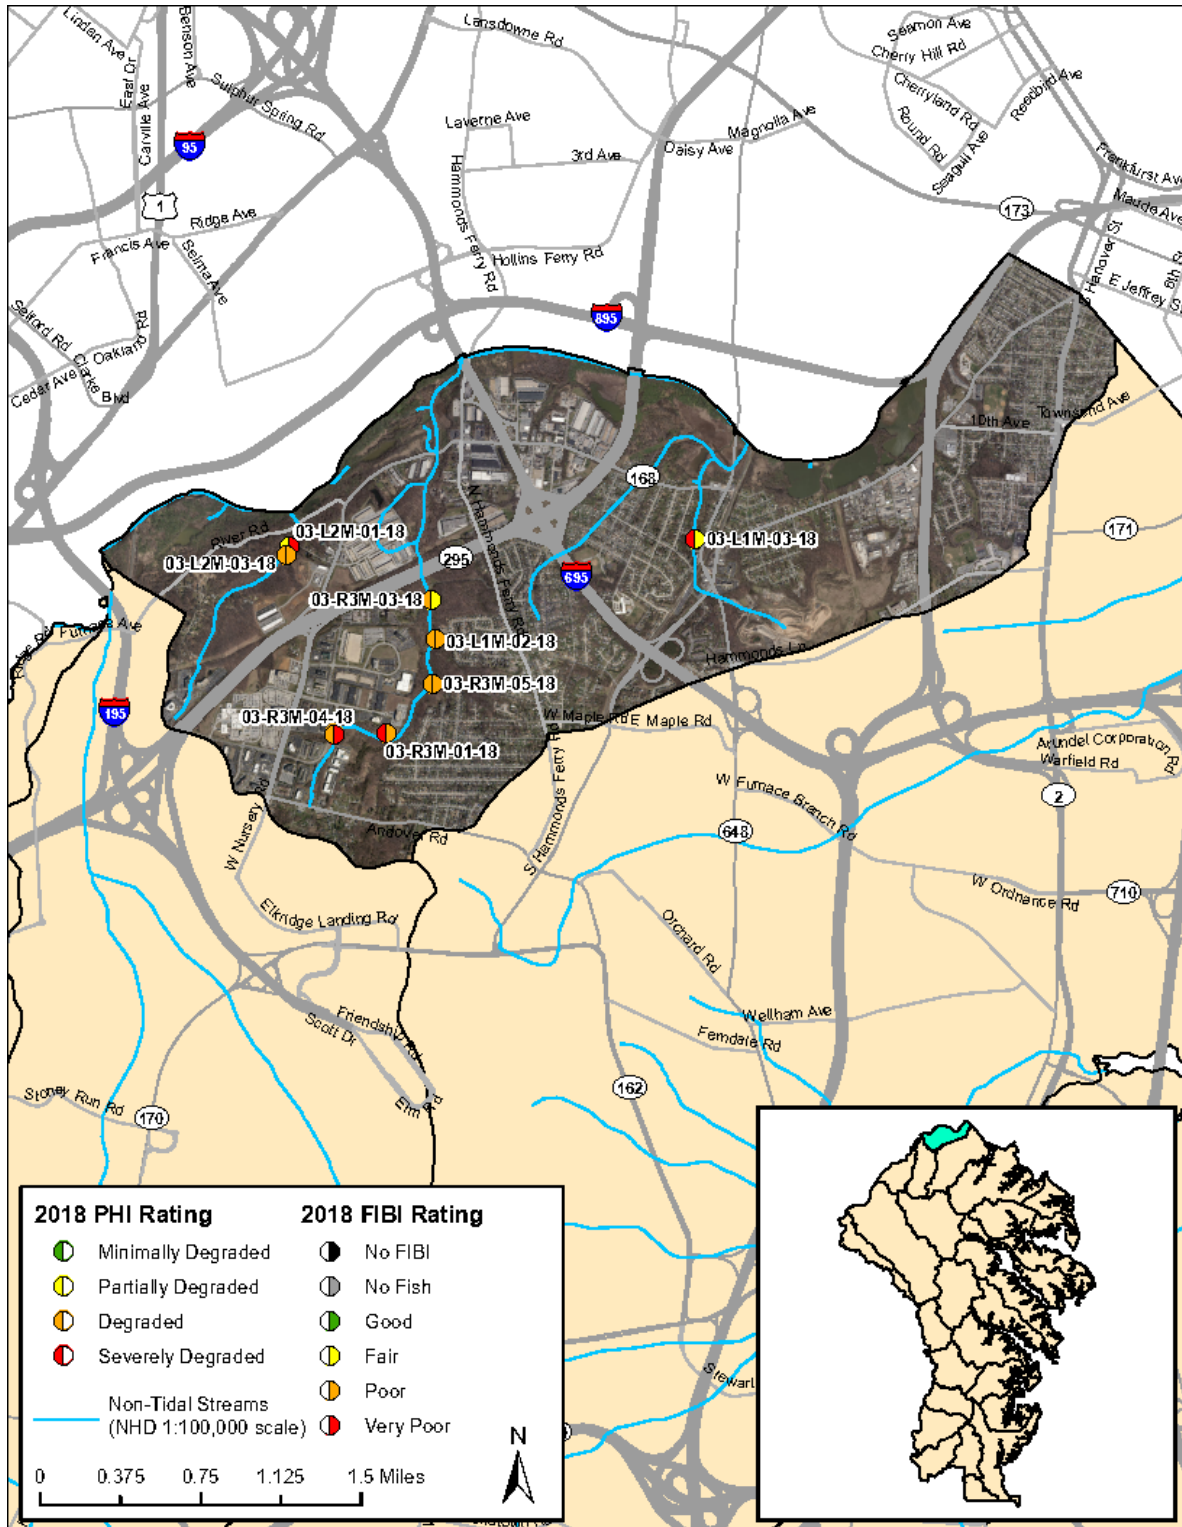 Linden Ave
East Dr
Benson Ave
Carville Ave
Sulphur Spring Rd
Lansdowne Rd
Laverne Ave
3rd Ave
Daisy Ave
Magnolia Ave
Seamon Ave
Cherry Hill Rd
Cherryland Rd
Round Rd
Reedbird Ave
Seagull Ave
Frankfurst Ave
Maude Ave
95
1
173
Ridge Ave
Francis Ave
Selma Ave
Hammonds Ferry Rd
Hollins Ferry Rd
S Hanover St
6th
E Jeffrey St
895
Selford Rd
Oakland Rd
Clarke Blvd
Cedar Ave
Townsend Ave
10th Ave
168
171
River Rd
03-L2M-01-18
03-L2M-03-18
N Hammonds Ferry Rd
295
03-L1M-03-18
695
03-R3M-03-18
03-L1M-02-18
03-R3M-05-18
03-R3M-04-18
03-R3M-01-18
Ridge Rd
Furnace Ave
195
Hammonds Ln
W Maple Rd
E Maple Rd
Arundel Corporation Rd
Warfield Rd
2
W Furnace Branch Rd
648
W Nursery Rd
Andover Rd
S Hammonds Ferry Rd
W Ordnance Rd
710
Elkridge Landing Rd
Orchard Rd
Wellham Ave
Ferndale Rd
Friendship Rd
Scott Dr
Elm Rd
Stoney Run Rd
170
162
2018 PHI Rating
Minimally Degraded
Partially Degraded
Degraded
Severely Degraded
Non-Tidal Streams
(NHD 1:100,000 scale)
2018 FIBI Rating
No FIBI
No Fish
Good
Fair
Poor
Very Poor
0 0.375 0.75 1.125 1.5 Miles
N